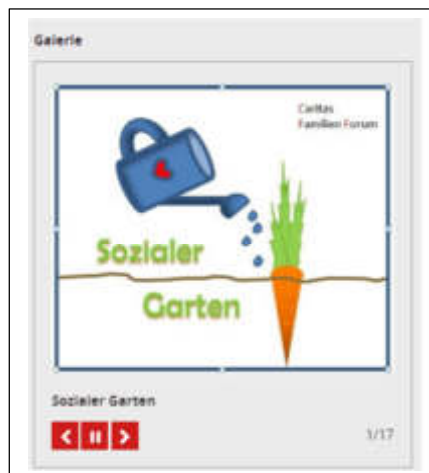 Galerie
Caritas
Familien Forum
Sozialer
Garten
Sozialer Garten
1/17